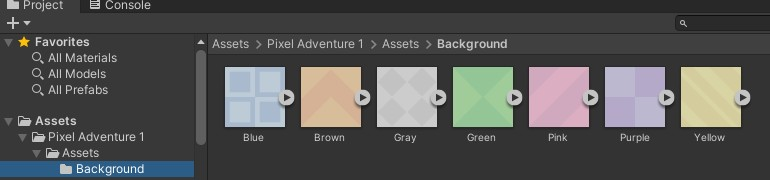 Project
Console
Favorites
All Materials
All Models
All Prefabs
Assets
Pixel Adventure 1
Assets
Background
Assets > Pixel Adventure 1 > Assets > Background
Blue
Brown
Gray
Green
Pink
Purple
Yellow